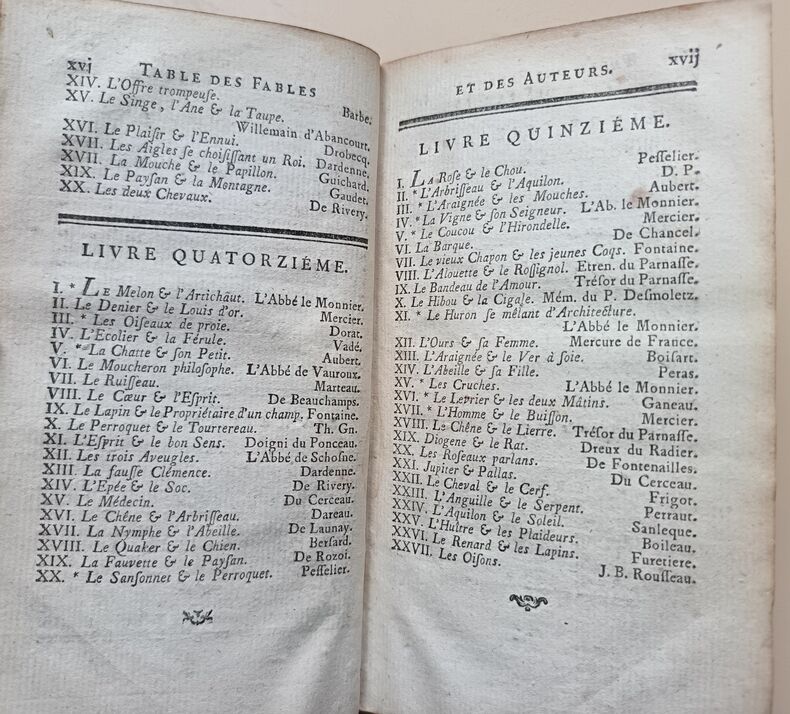 xvj TABLE DES FABLES
XIV. L'Offre trompeuſe. Barbe.
XV. Le Singe, l'Ane & la Taupe.
Willemain d'Abancourt.
XVI. Le Plaiſir & l'Ennui. Drobecq.
XVII. Les Aigles ſe choiſiſſant un Roi. Dardenne.
XVII. La Mouche & le Papillon. Guichard.
XIX. Le Payſan & la Montagne. Gaudet.
XX. Les deux Chevaux. De Rivery.
LIVRE QUATORZIÉME.
I. * Le Melon & l'Artichaut. L'Abbé le Monnier.
II. Le Denier & le Louis d'or. Mercier.
III. * Les Oiſeaux de proie. Dorat.
IV. L'Ecolier & la Férule. Vadé.
V. * La Chatte & ſon Petit. Aubert.
VI. Le Moucheron philoſophe. L'Abbé de Vauroux.
VII. Le Ruiſſeau. Marteau.
VIII. Le Cœur & l'Eſprit. De Beauchamps.
IX. Le Lapin & le Propriétaire d'un champ. Fontaine.
X. Le Perroquet & le Tourtereau. Th. Gn.
XI. L'Eſprit & le bon Sens. Doigni du Ponceau.
XII. Les trois Aveugles. L'Abbé de Schoſne.
XIII. La fauſſe Clémence. Dardenne.
XIV. L'Epée & le Soc. De Rivery.
XV. Le Médecin. Du Cerceau.
XVI. Le Chêne & l'Arbriſſeau. Dareau.
XVII. La Nymphe & l'Abeille. De Launay.
XVIII. Le Quaker & le Chien. Berſard.
XIX. La Fauvette & le Payſan. De Rozoi.
XX. * Le Sanſonnet & le Perroquet. Peſſelier.
ET DES AUTEURS. xvij
LIVRE QUINZIÉME.
I. La Roſe & le Chou. Peſſelier.
II. * L'Arbriſſeau & l'Aquilon. D. P.
III. * L'Araignée & les Mouches. Aubert.
IV. * La Vigne & ſon Seigneur. L'Ab. le Monnier.
V. * Le Coucou & l'Hirondelle. Mercier.
VI. La Barque. De Chancel.
VII. Le vieux Chapon & les jeunes Coqs. Fontaine.
VIII. L'Alouette & le Roſſignol. Etren. du Parnaſſe.
IX. Le Bandeau de l'Amour. Tréſor du Parnaſſe.
X. Le Hibou & la Cigale. Mém. du P. Deſmoletz.
XI. * Le Huron ſe mêlant d'Architecture.
L'Abbé le Monnier.
XII. L'Ours & ſa Femme. Mercure de France.
XIII. L'Araignée & le Ver à ſoie. Boiſart.
XIV. L'Abeille & ſa Fille. Peras.
XV. * Les Cruches. L'Abbé le Monnier.
XVI. * Le Levrier & les deux Mâtins. Ganeau.
XVII. * L'Homme & le Buiſſon. Mercier.
XVIII. Le Chêne & le Lierre. Tréſor du Parnaſſe.
XIX. Diogene & le Rat. Dreux du Radier.
XX. Les Roſeaux parlans. De Fontenailles.
XXI. Jupiter & Pallas. Du Cerceau.
XXII. Le Cheval & le Cerf. Frigot.
XXIII. L'Anguille & le Serpent. Perraut.
XXIV. L'Aquilon & le Soleil. Sanleque.
XXV. L'Huître & les Plaideurs. Boileau.
XXVI. Le Renard & les Lapins. Furetiere.
XXVII. Les Oiſons. J. B. Rouſſeau.